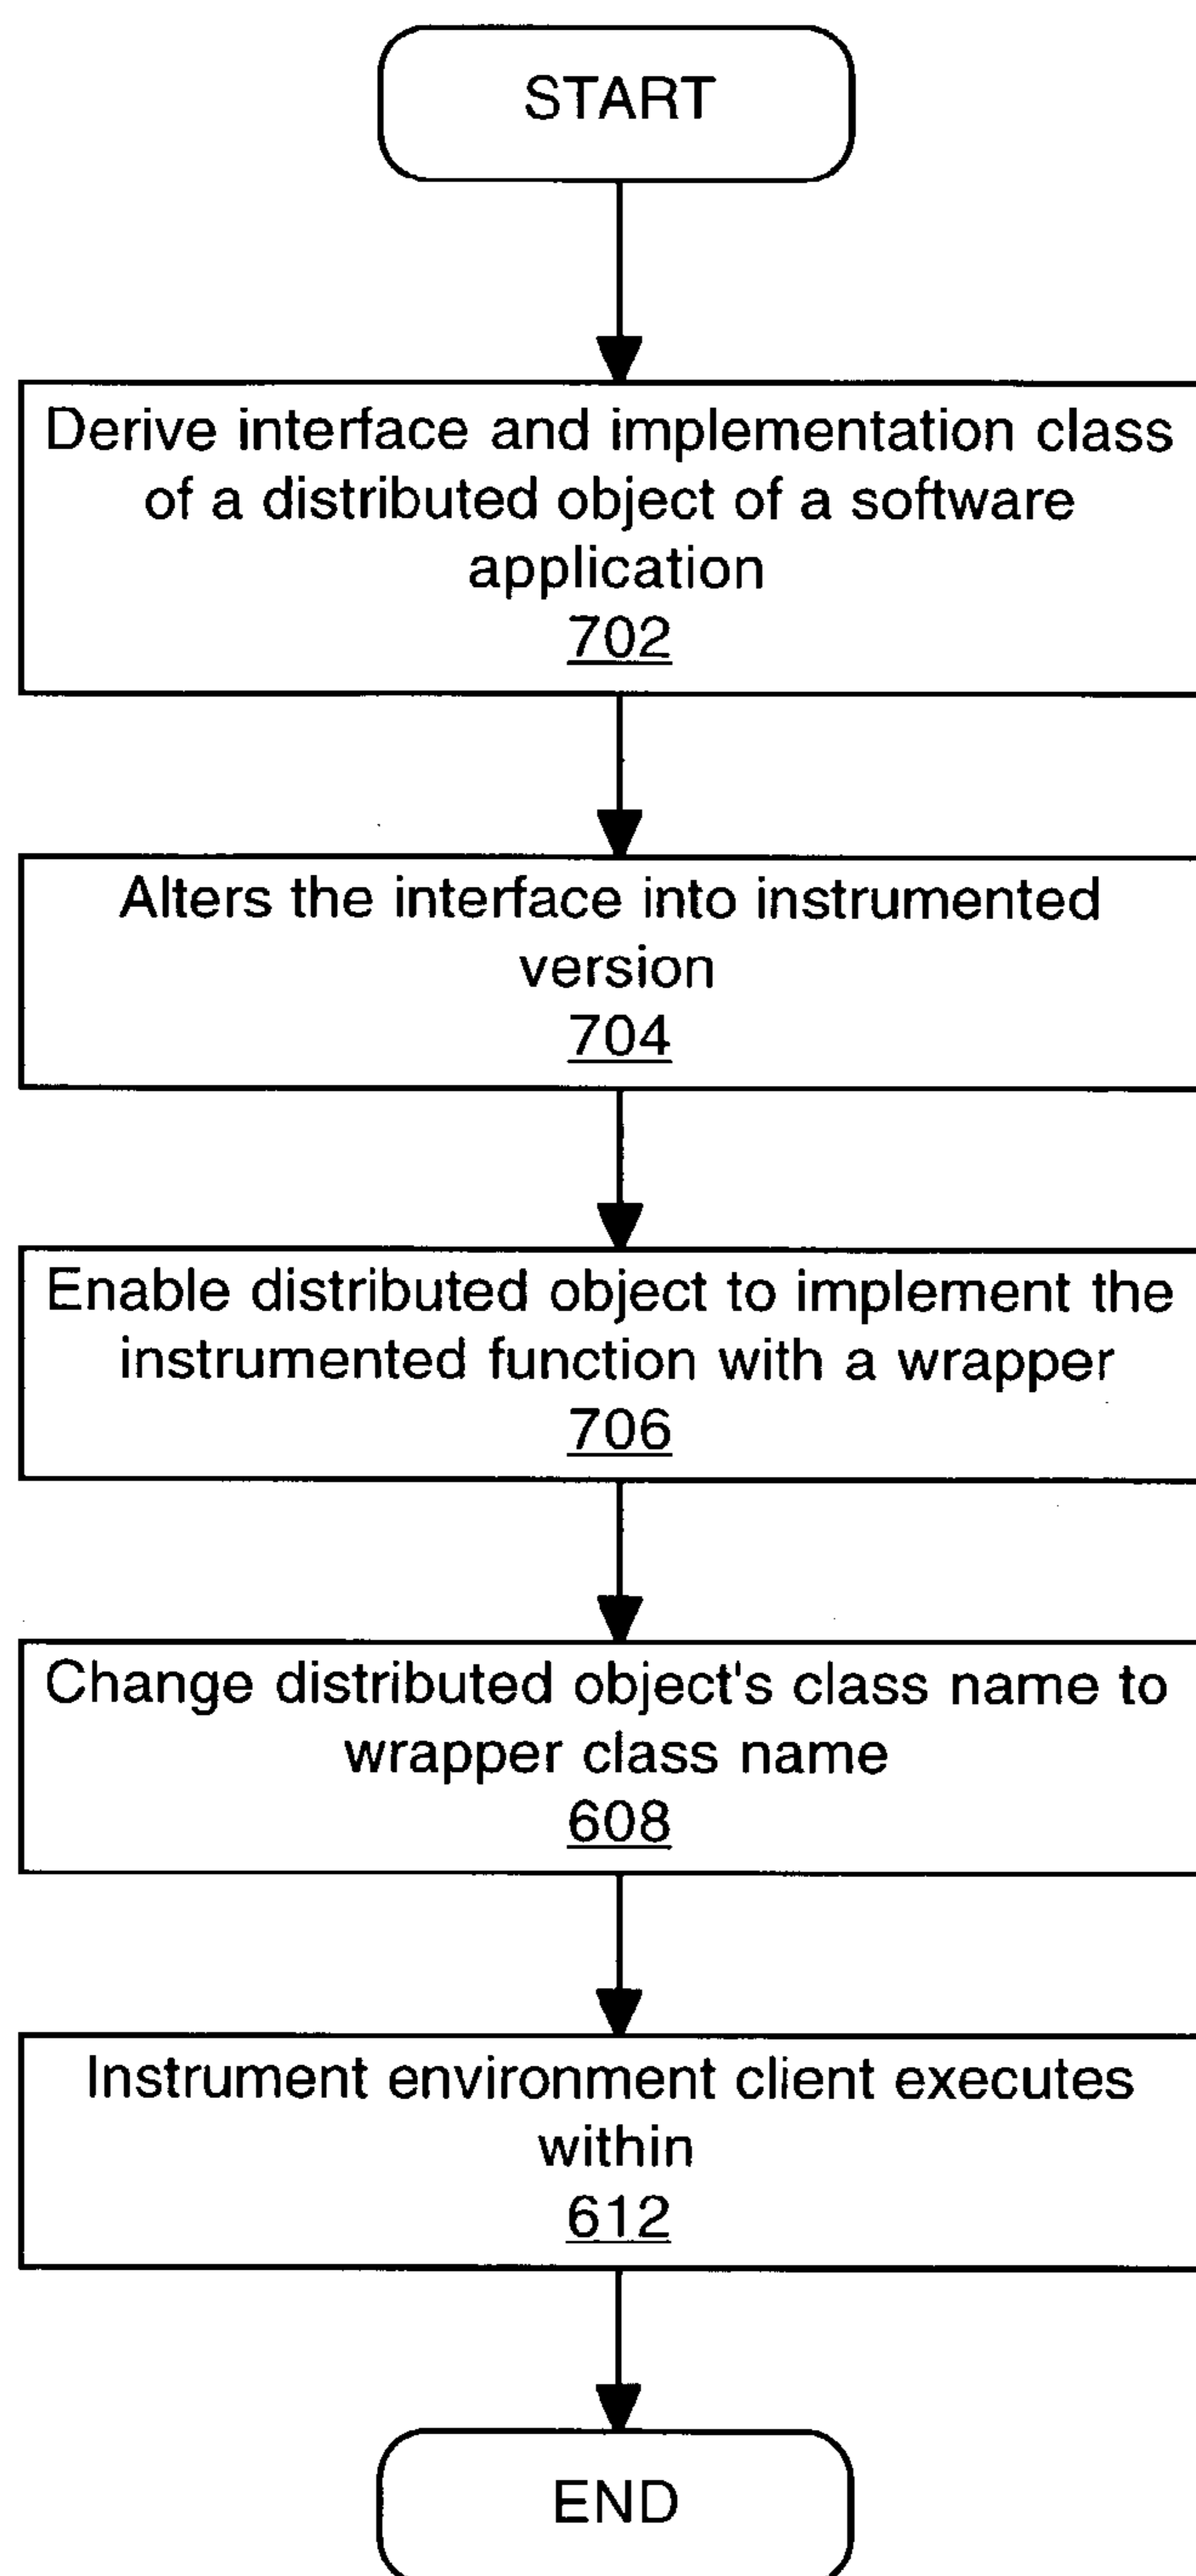 START
Derive interface and implementation class
of a distributed object of a software
application
702
Alters the interface into instrumented
version
704
Enable distributed object to implement the
instrumented function with a wrapper
706
Change distributed object's class name to
wrapper class name
608
Instrument environment client executes
within
612
END